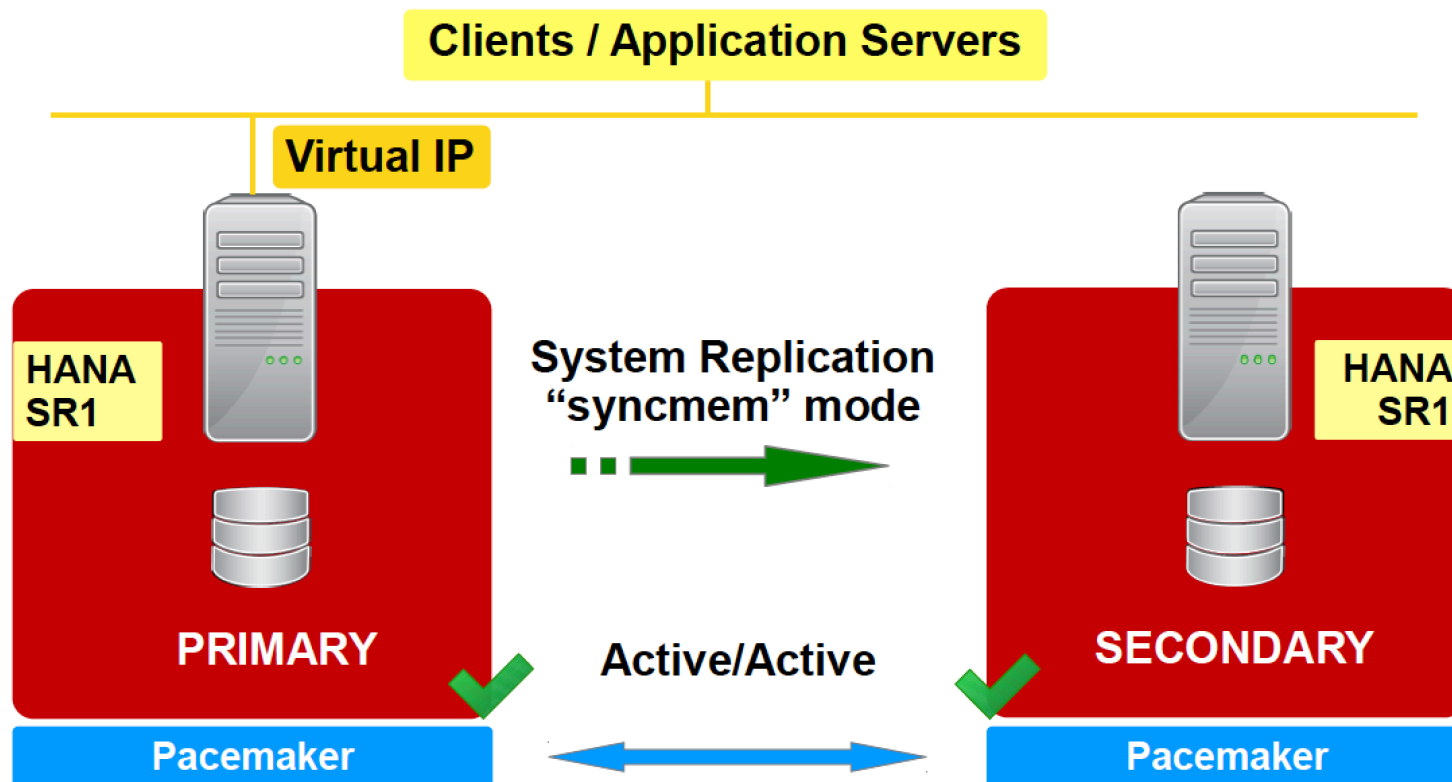 Clients / Application Servers
Virtual IP
HANA
SR1
System Replication
“syncmem” mode
HANA
SR1
PRIMARY
Active/Active
SECONDARY
Pacemaker
Pacemaker